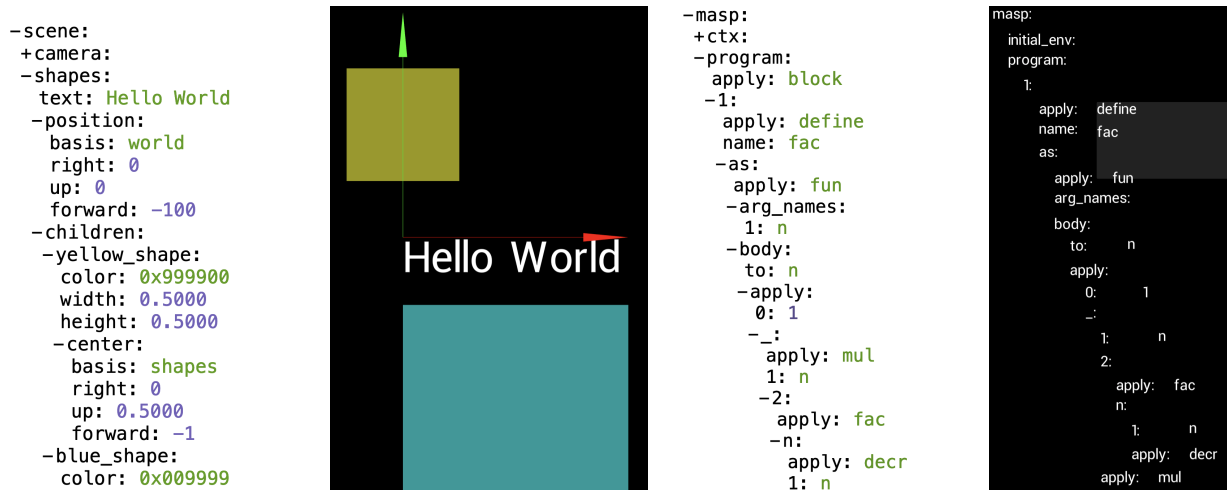 -scene:
+camera:
-shapes:
text: Hello World
-position:
basis: world
right: 0
up: 0
forward: -100
-children:
-yellow_shape:
color: 0x999900
width: 0.5000
height: 0.5000
-center:
basis: shapes
right: 0
up: 0.5000
forward: -1
-blue_shape:
color: 0x009999
Hello World
-masp:
+ctx:
-program:
apply: block
-1:
apply: define
name: fac
-as:
apply: fun
-arg_names:
1: n
-body:
to: n
-apply:
0: 1
-_:
apply: mul
1: n
-2:
apply: fac
-n:
apply: decr
1: n
masp:
initial_env:
program:
1:
apply: define
name: fac
as:
apply: fun
arg_names:
body:
to: n
apply:
0: 1
_:
1: n
2:
apply: fac
n:
1: n
apply: decr
apply: mul